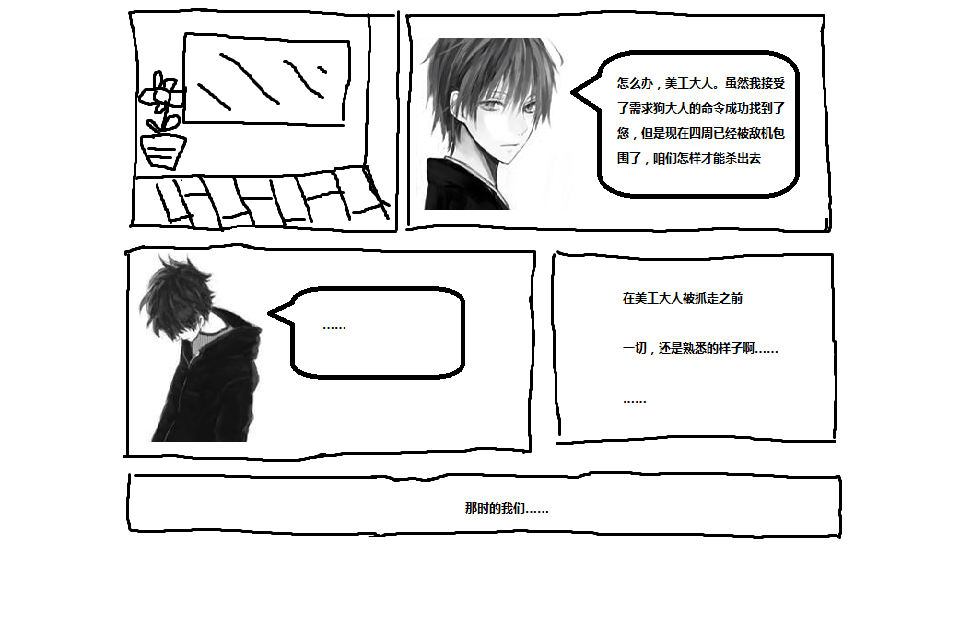 怎么办，美工大人。虽然我接受
了需求狗大人的命令成功找到了
您，但是现在四周已经被敌机包
围了，咱们怎样才能杀出去
……
在美工大人被抓走之前
一切，还是熟悉的样子啊……
……
那时的我们……